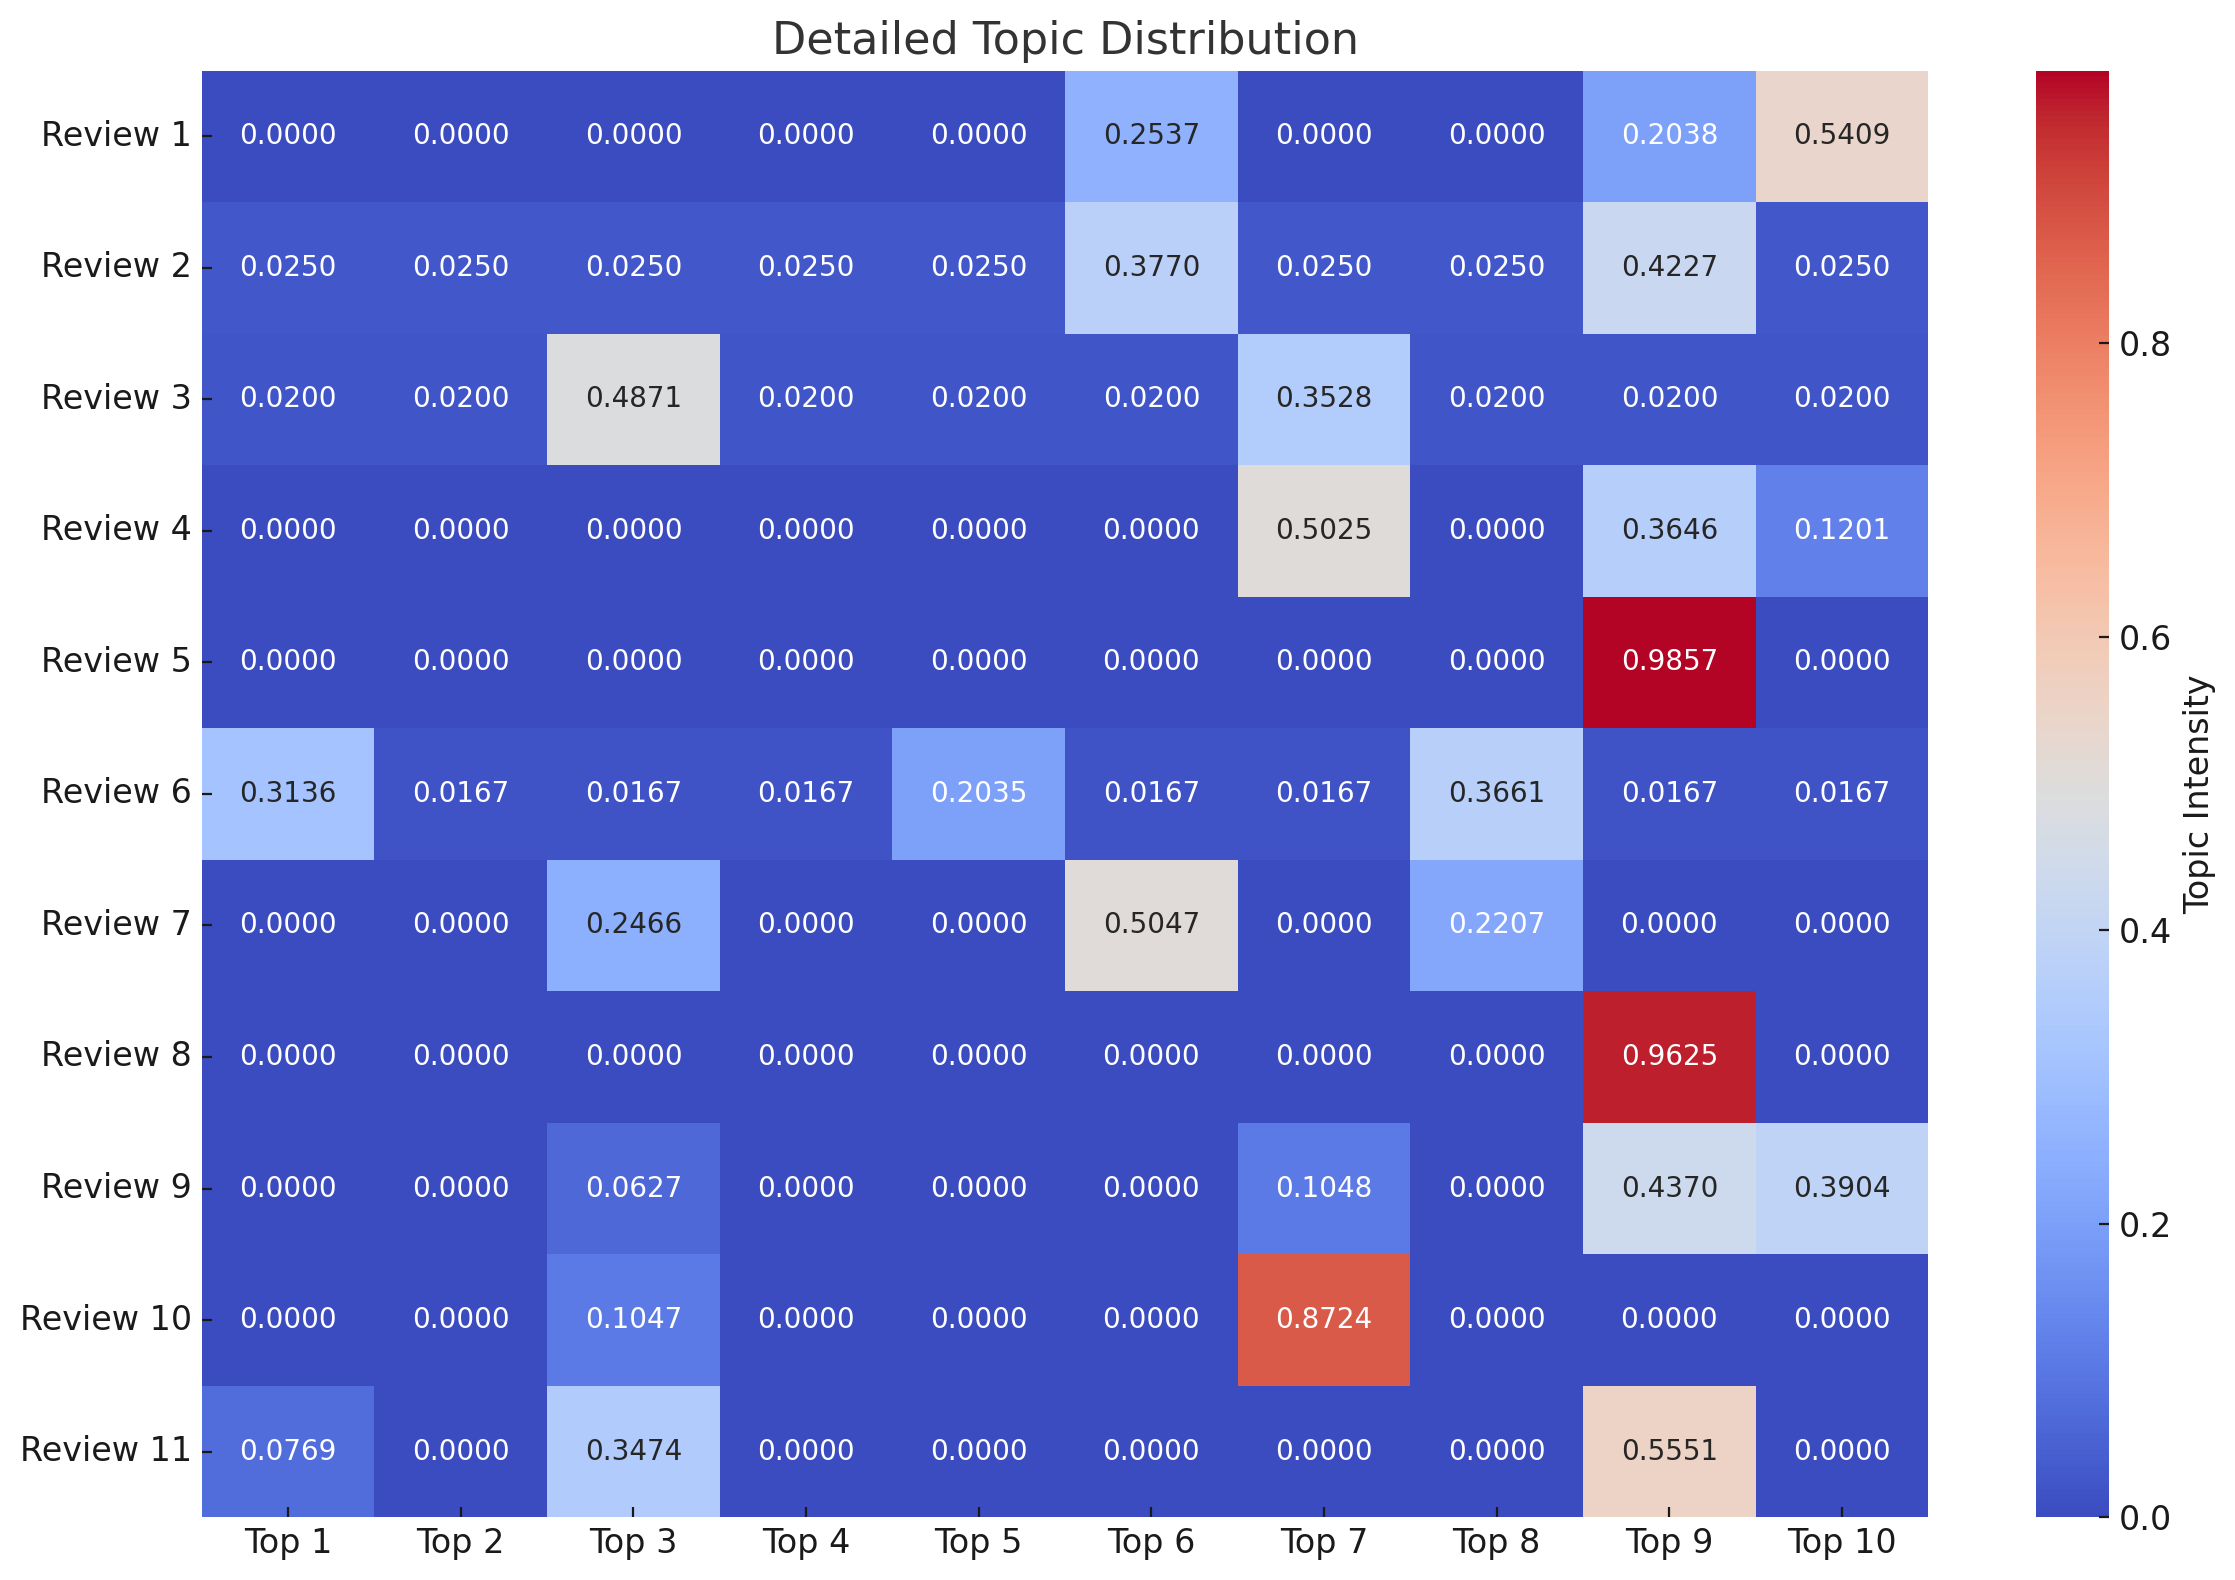 Detailed Topic Distribution
Review 1 0.0000 0.0000 0.0000 0.0000 0.0000 0.2537 0.0000 0.0000 0.2038 0.5409
Review 2 0.0250 0.0250 0.0250 0.0250 0.0250 0.3770 0.0250 0.0250 0.4227 0.0250
Review 3 0.0200 0.0200 0.4871 0.0200 0.0200 0.0200 0.3528 0.0200 0.0200 0.0200
Review 4 0.0000 0.0000 0.0000 0.0000 0.0000 0.0000 0.5025 0.0000 0.3646 0.1201
Review 5 0.0000 0.0000 0.0000 0.0000 0.0000 0.0000 0.0000 0.0000 0.9857 0.0000
Review 6 0.3136 0.0167 0.0167 0.0167 0.2035 0.0167 0.0167 0.3661 0.0167 0.0167
Review 7 0.0000 0.0000 0.2466 0.0000 0.0000 0.5047 0.0000 0.2207 0.0000 0.0000
Review 8 0.0000 0.0000 0.0000 0.0000 0.0000 0.0000 0.0000 0.0000 0.9625 0.0000
Review 9 0.0000 0.0000 0.0627 0.0000 0.0000 0.0000 0.1048 0.0000 0.4370 0.3904
Review 10 0.0000 0.0000 0.1047 0.0000 0.0000 0.0000 0.8724 0.0000 0.0000 0.0000
Review 11 0.0769 0.0000 0.3474 0.0000 0.0000 0.0000 0.0000 0.0000 0.5551 0.0000
Top 1 Top 2 Top 3 Top 4 Top 5 Top 6 Top 7 Top 8 Top 9 Top 10
0.8
0.6
0.4
0.2
0.0
Topic Intensity